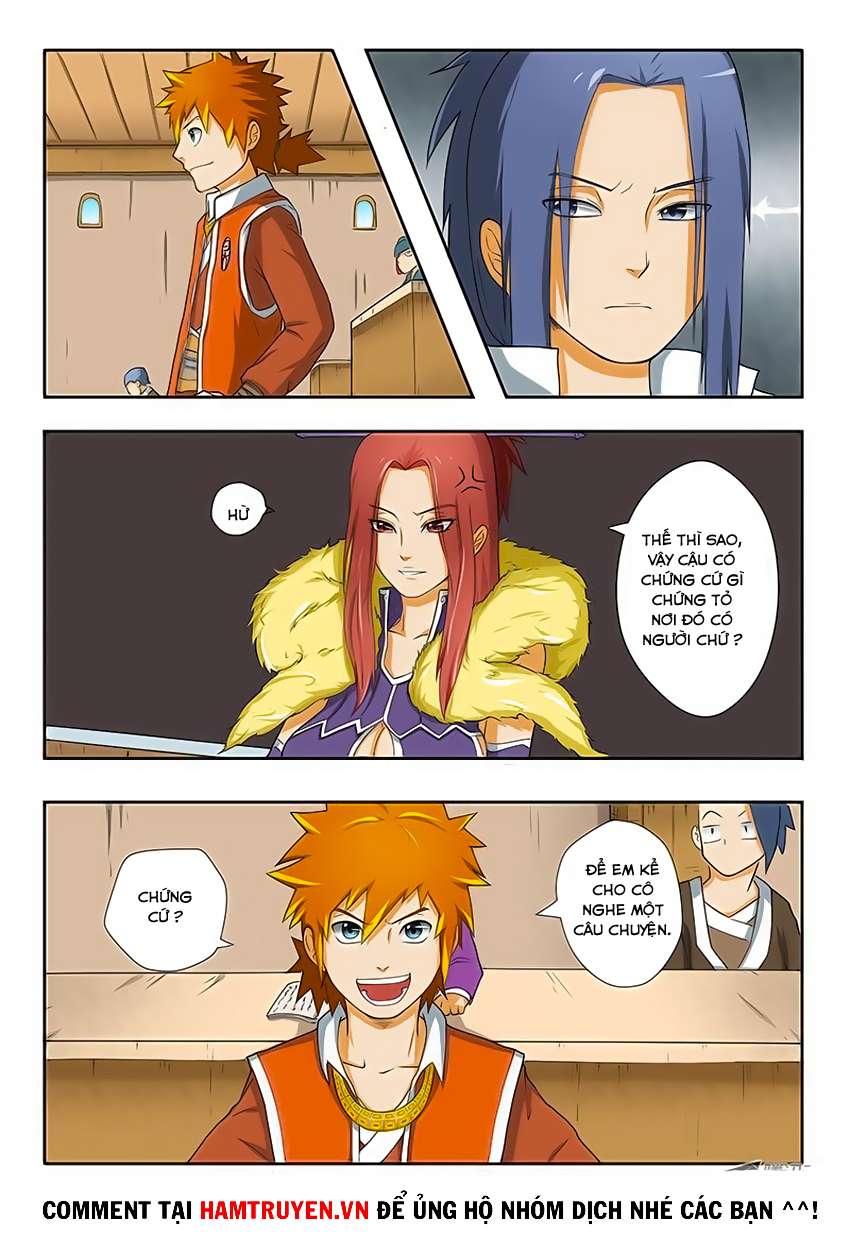 HỪ
THẾ THÌ SAO,
VẬY CẬU CÓ
CHỨNG CỨ GÌ
CHỨNG TỎ
NƠI ĐÓ CÓ
NGƯỜI CHỨ ?
CHỨNG
CỨ ?
ĐỂ EM KỂ
CHO CÔ
NGHE MỘT
CÂU CHUYỆN.
COMMENT TẠI HAMTRUYEN.VN ĐỂ ỦNG HỘ NHÓM DỊCH NHÉ CÁC BẠN ^^!